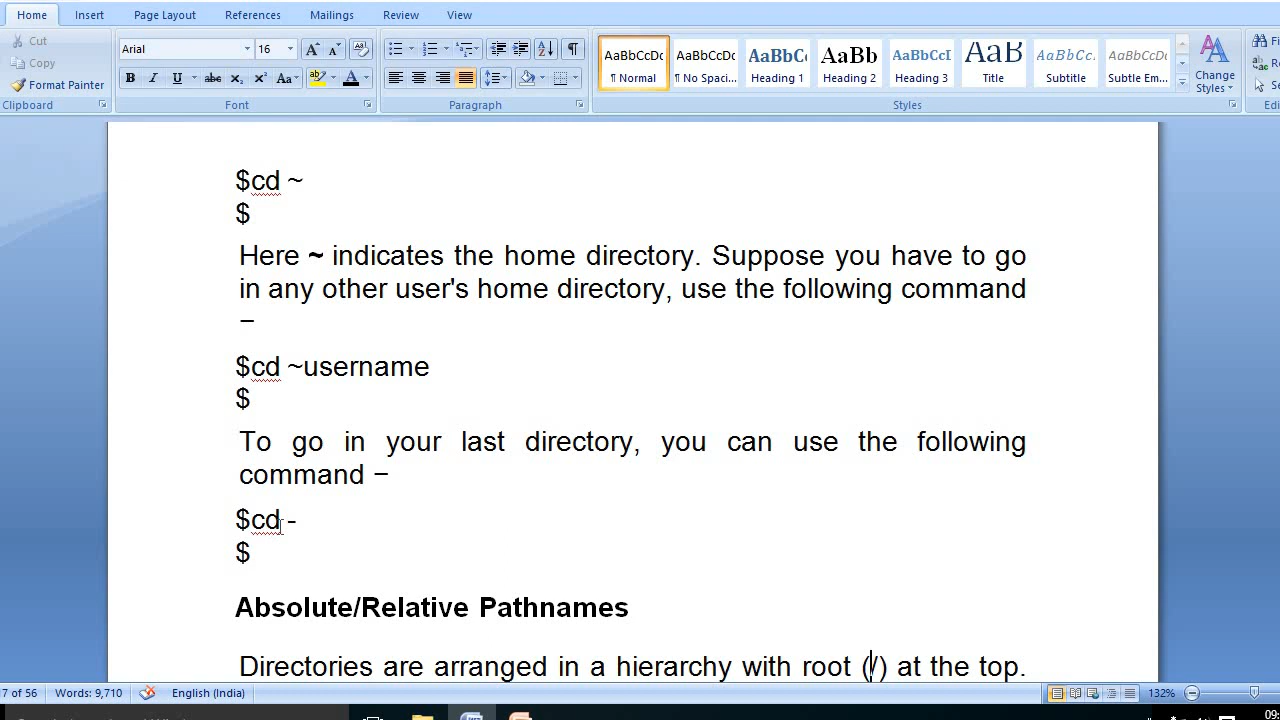 Home Insert Page Layout References Mailings Review View
Cut
Copy
Format Painter
Clipboard
Arial 16
Font
Paragraph
AaBbCcDc AaBbCcDc AaBbCc AaBb AaBbCcI AaB AaBbCcI AaBbCcDc
¶ Normal ¶ No Spaci... Heading 1 Heading 2 Heading 3 Title Subtitle Subtle Em...
Change
Styles
Styles
$cd ~
$
Here ~ indicates the home directory. Suppose you have to go
in any other user's home directory, use the following command
−
$cd ~username
$
To go in your last directory, you can use the following
command −
$cd -
$
Absolute/Relative Pathnames
Directories are arranged in a hierarchy with root (/) at the top.
7 of 56 Words: 9,710 English (India) 132%